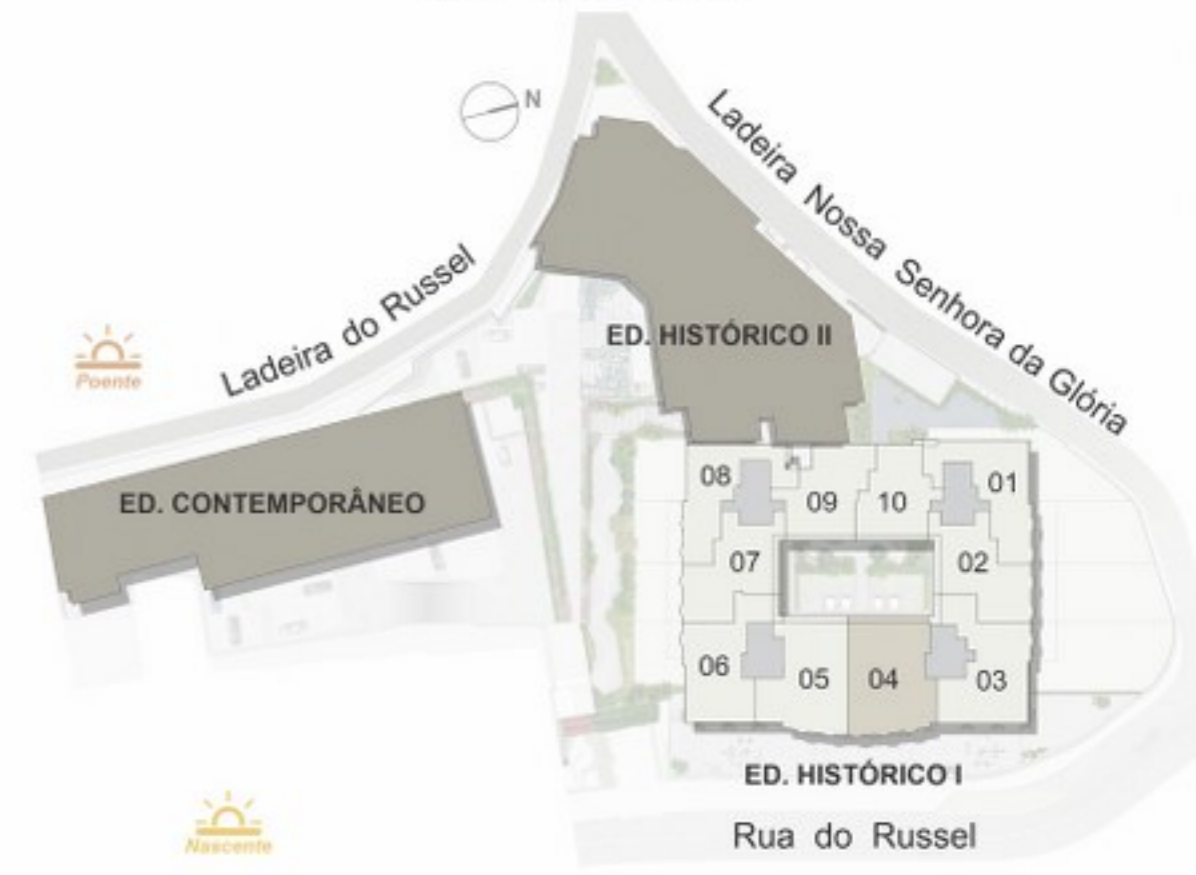 N
Ladeira Nossa Senhora da Glória
Ladeira do Russel
Poente
ED. HISTÓRICO II
ED. CONTEMPORÂNEO
08
09
10
01
07
02
06
05
04
03
ED. HISTÓRICO I
Rua do Russel
Nascente